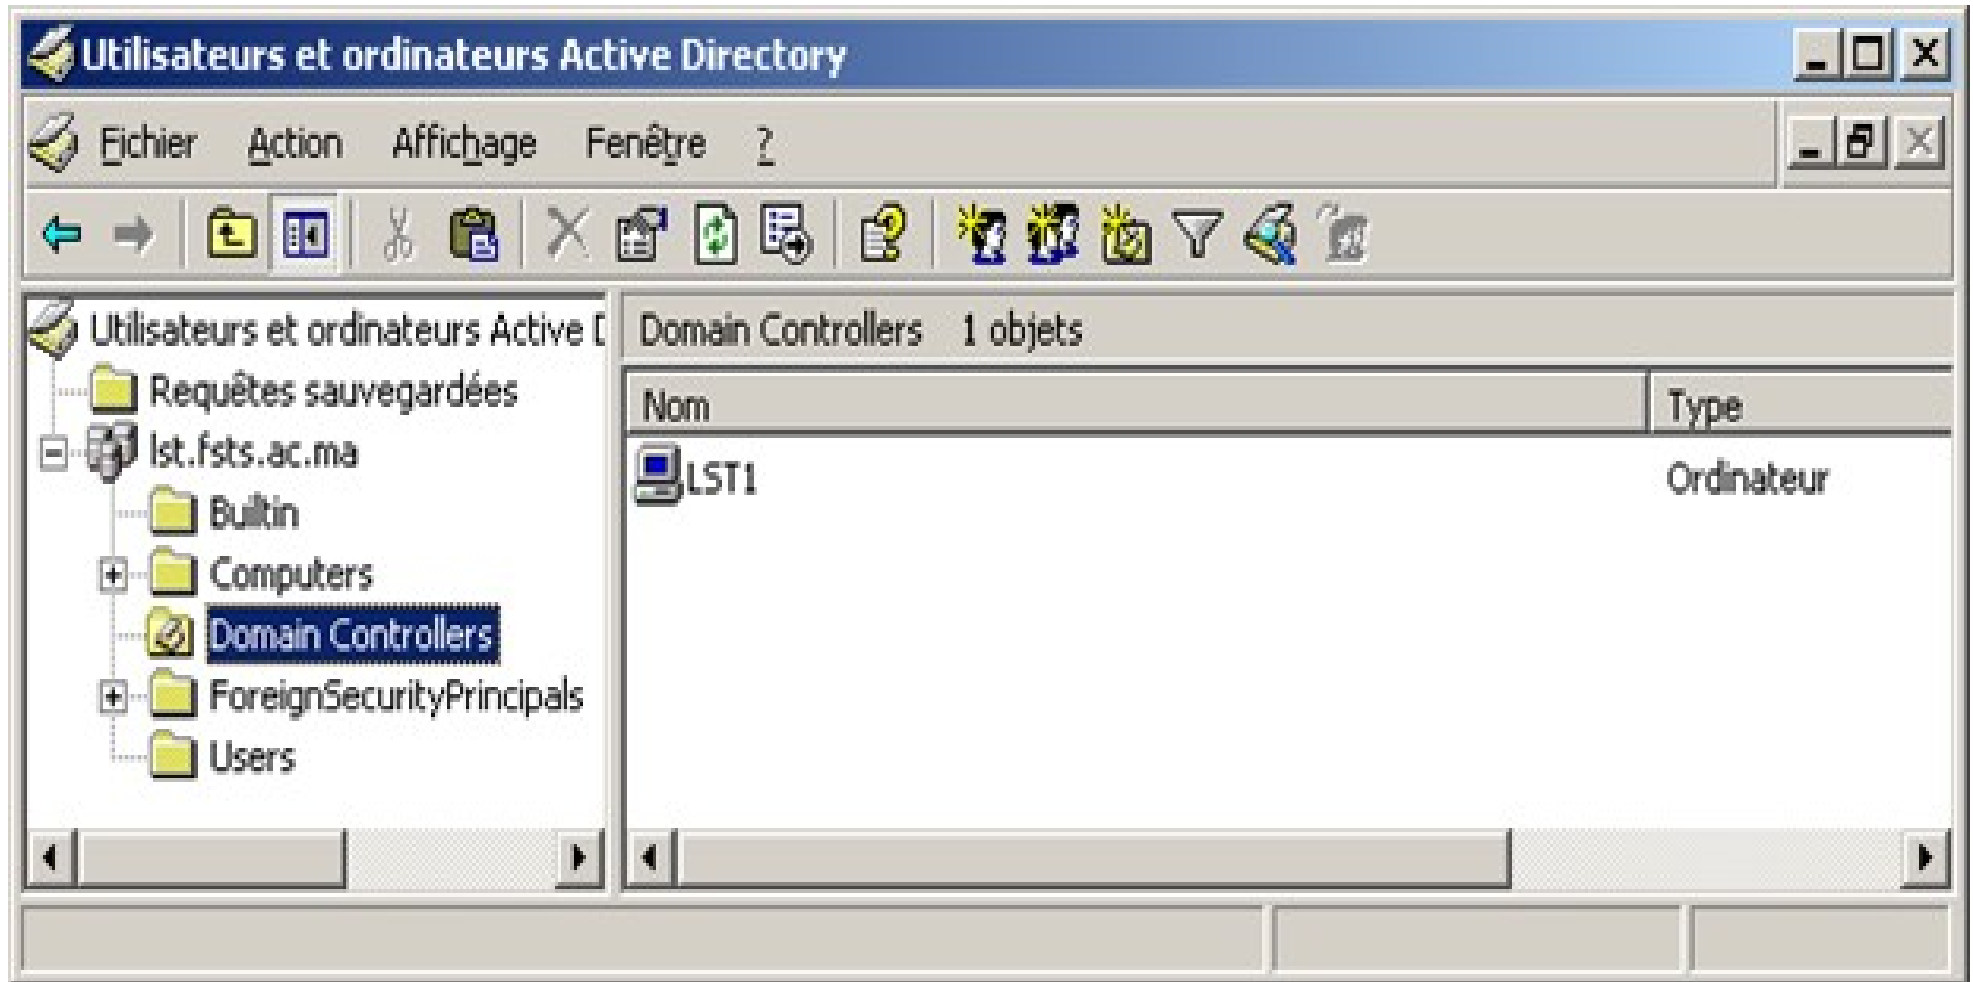 Utilisateurs et ordinateurs Active Directory
Fichier Action Affichage Fenêtre ?
Utilisateurs et ordinateurs Active D
Requêtes sauvegardées
lst.fsts.ac.ma
Builtin
Computers
Domain Controllers
ForeignSecurityPrincipals
Users
Domain Controllers 1 objets
Nom Type
LST1 Ordinateur